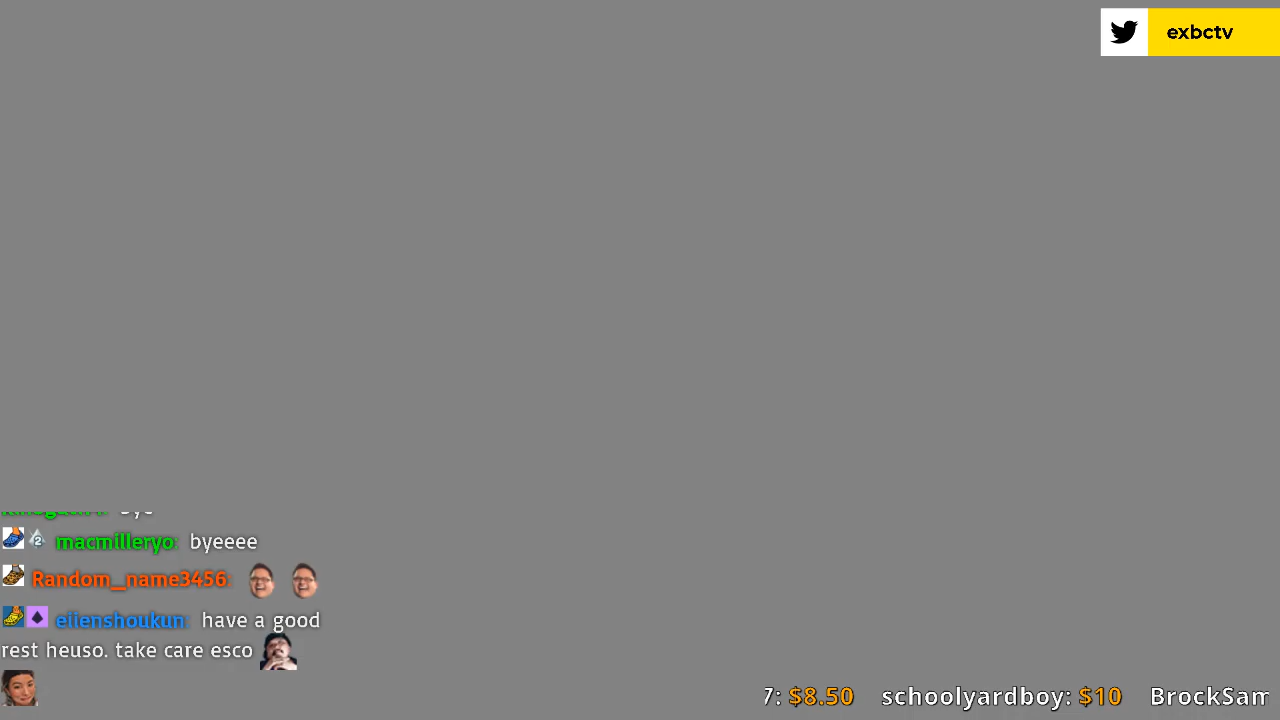 exbctv
macmilleryo: byeeee
Random_name3456:
eiienshoukun: have a good
rest heuso. take care esco
7: $8.50 schoolyardboy: $10 BrockSam